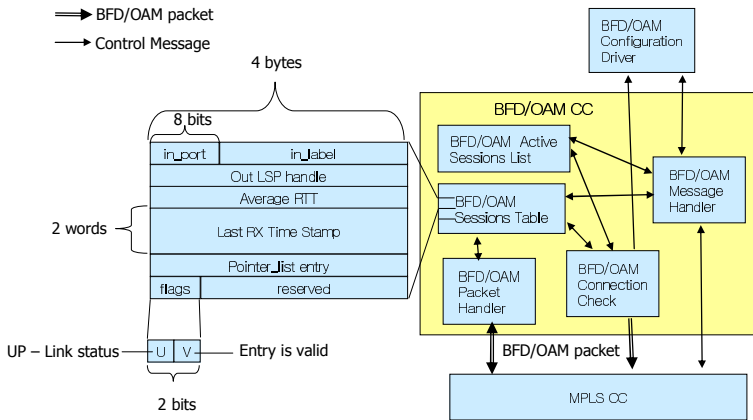 BFD/OAM packet
Control Message
4 bytes
8 bits
in_port
in_label
Out LSP handle
Average RTT
2 words
Last RX Time Stamp
Pointer_list entry
flags
reserved
UP – Link status
U
V
Entry is valid
2 bits
BFD/OAM
Configuration
Driver
BFD/OAM CC
BFD/OAM Active
Sessions List
BFD/OAM
Message
Handler
BFD/OAM
Sessions Table
BFD/OAM
Packet
Handler
BFD/OAM
Connection
Check
BFD/OAM packet
MPLS CC